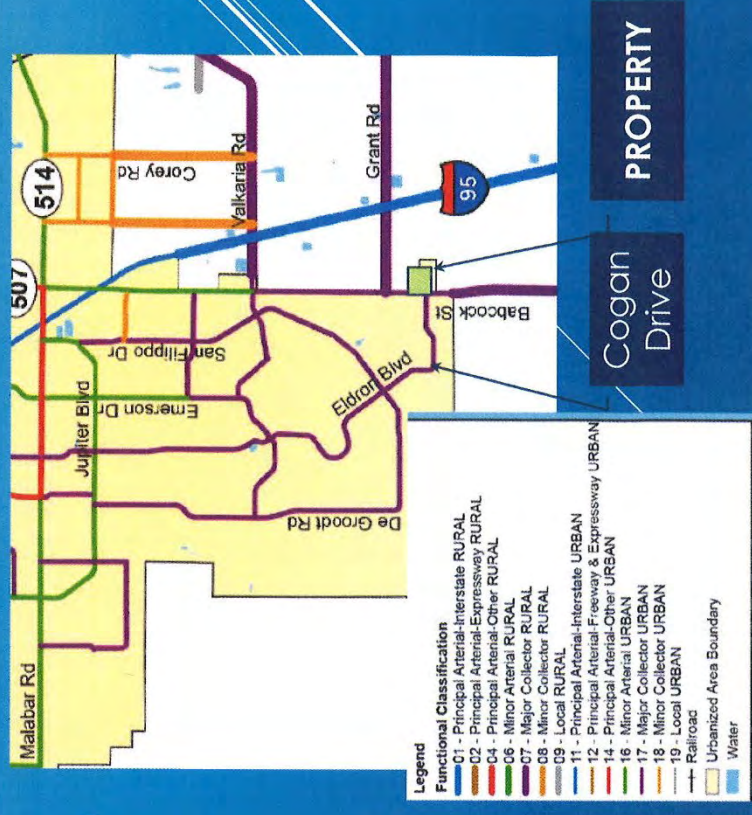 507
514
Malabar Rd
Jupiter Blvd
Emerson Dr
San Filippo Dr
Corey Rd
Valkaria Rd
Grant Rd
95
Eldron Blvd
De Groodt Rd
Babcock St
Cogan
Drive
PROPERTY
Legend
Functional Classification
01 - Principal Arterial-Interstate RURAL
02 - Principal Arterial-Expressway RURAL
04 - Principal Arterial-Other RURAL
06 - Minor Arterial RURAL
07 - Major Collector RURAL
08 - Minor Collector RURAL
09 - Local RURAL
11 - Principal Arterial-Interstate URBAN
12 - Principal Arterial-Freeway & Expressway URBAN
14 - Principal Arterial-Other URBAN
16 - Minor Arterial URBAN
17 - Major Collector URBAN
18 - Minor Collector URBAN
19 - Local URBAN
Railroad
Urbanized Area Boundary
Water